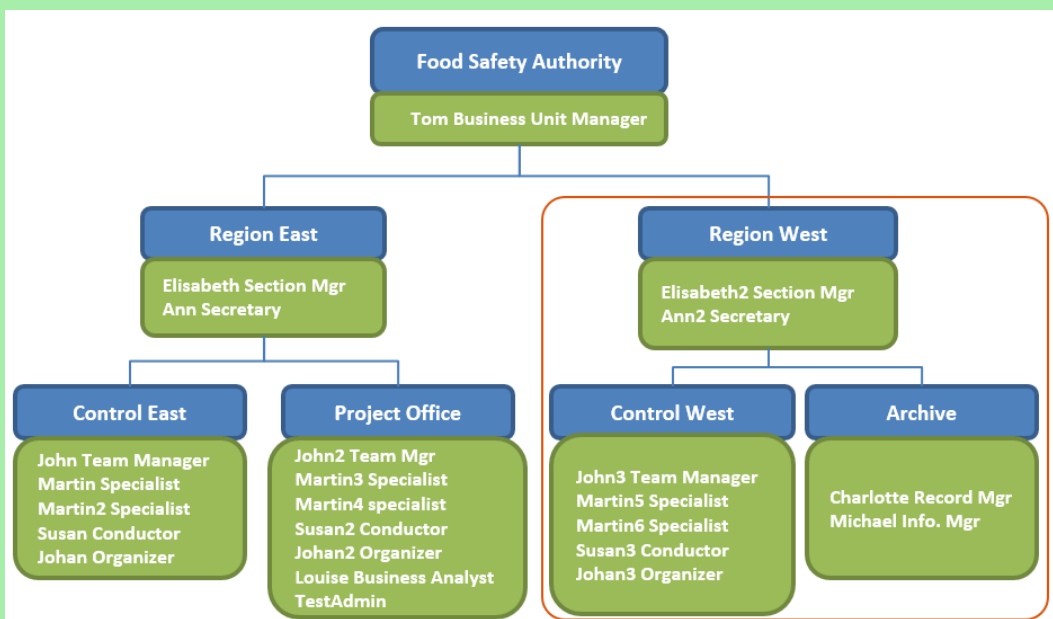 Food Safety Authority
Tom Business Unit Manager
Region East
Elisabeth Section Mgr
Ann Secretary
Region West
Elisabeth2 Section Mgr
Ann2 Secretary
Control East
John Team Manager
Martin Specialist
Martin2 Specialist
Susan Conductor
Johan Organizer
Project Office
John2 Team Mgr
Martin3 Specialist
Martin4 specialist
Susan2 Conductor
Johan2 Organizer
Louise Business Analyst
TestAdmin
Control West
John3 Team Manager
Martin5 Specialist
Martin6 Specialist
Susan3 Conductor
Johan3 Organizer
Archive
Charlotte Record Mgr
Michael Info. Mgr